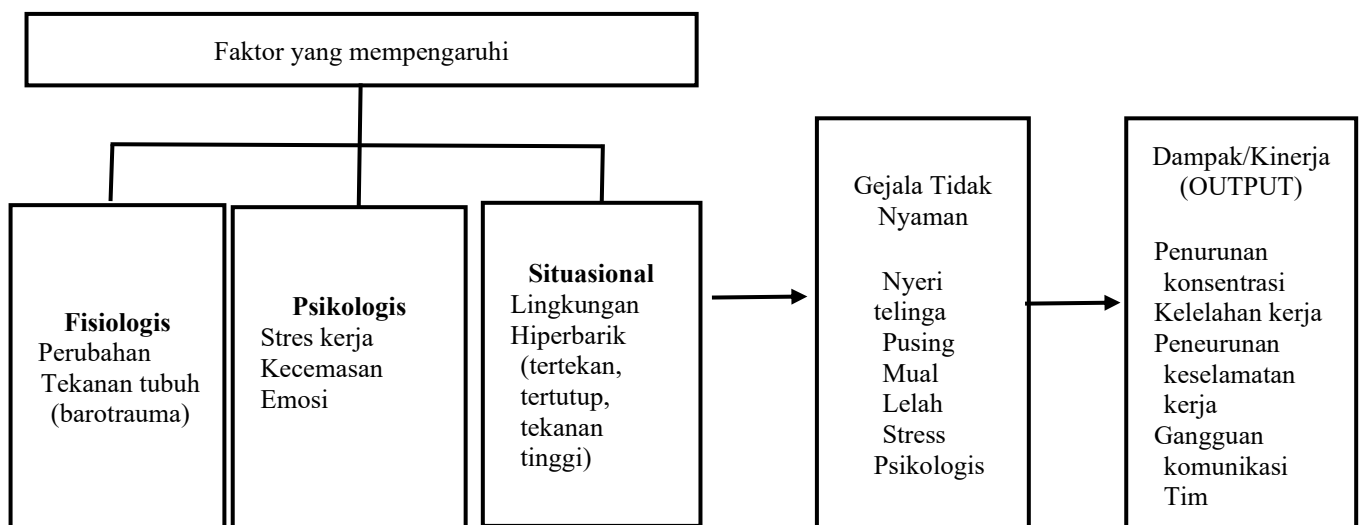 Faktor yang mempengaruhi
Fisiologis
Perubahan
Tekanan tubuh
(barotrauma)
Psikologis
Stres kerja
Kecemasan
Emosi
Situasional
Lingkungan
Hiperbarik
(tertekan,
tertutup,
tekanan
tinggi)
Gejala Tidak
Nyaman
Nyeri
telinga
Pusing
Mual
Lelah
Stress
Psikologis
Dampak/Kinerja
(OUTPUT)
Penurunan
konsentrasi
Kelelahan kerja
Peneurunan
keselamatan
kerja
Gangguan
komunikasi
Tim